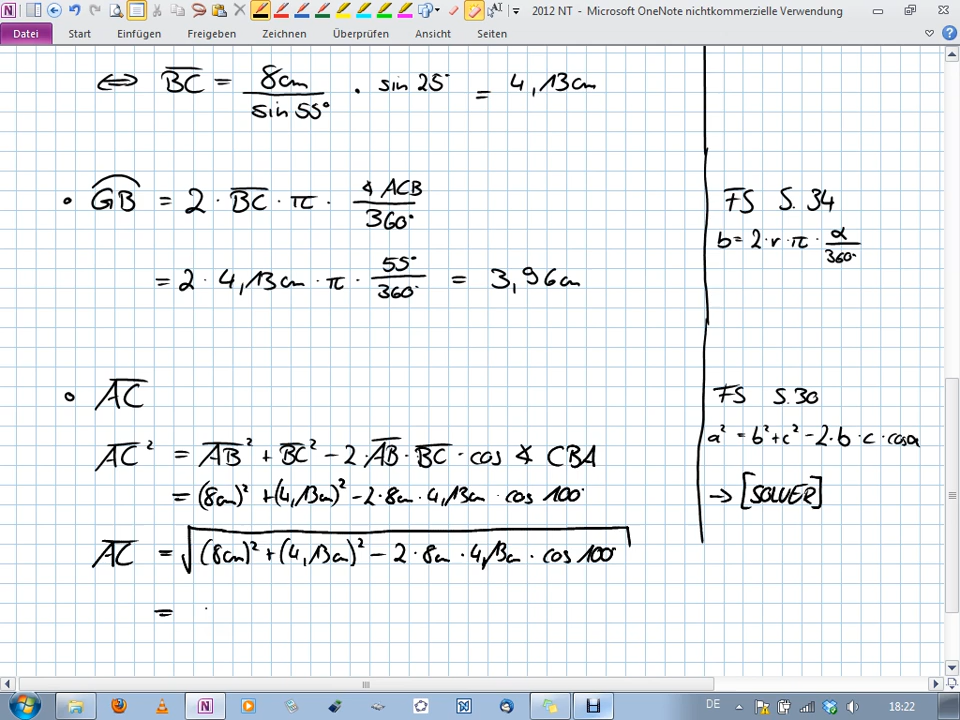 2012 NT - Microsoft OneNote nichtkommerzielle Verwendung
Datei Start Einfügen Freigeben Zeichnen Überprüfen Ansicht Seiten
⇔ BC = 8cm / sin 55° · sin 25° = 4,13cm
• GB = 2 · BC · π · ∢ ACB / 360°
= 2 · 4,13cm · π · 55° / 360° = 3,96cm
FS S. 34
b = 2 · r · π · α / 360°
• AC
AC² = AB² + BC² - 2 · AB · BC · cos ∢ CBA
= (8cm)² + (4,13cm)² - 2 · 8cm · 4,13cm · cos 100°
AC = √(8cm)² + (4,13cm)² - 2 · 8cm · 4,13cm · cos 100°
=
FS S. 30
a² = b² + c² - 2 · b · c · cosα
→ [SOLVER]
DE 18:22